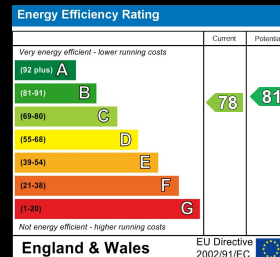 Energy Efficiency Rating
Current
Very energy efficient - lower running costs
(92 plus) A
(81-91) B
(69-80) C
(55-68) D
(39-54) E
(21-38) F
(1-20) G
78
81
Not energy efficient - higher running costs
England & Wales
EU Directive
2002/91/EC